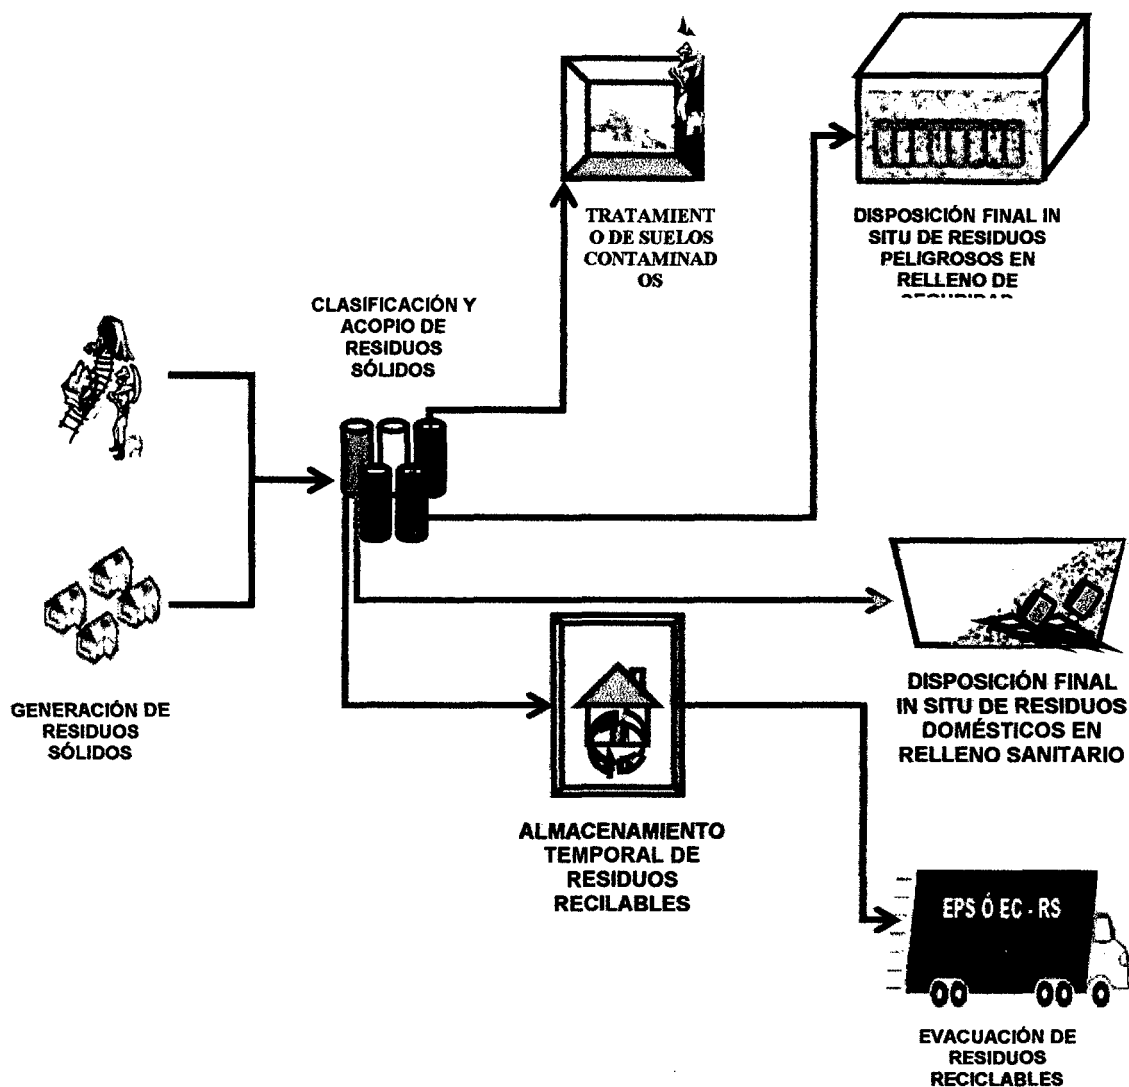 TRATAMIENT
O DE SUELOS
CONTAMINAD
OS
DISPOSICIÓN FINAL IN
SITU DE RESIDUOS
PELIGROSOS EN
RELLENO DE
CLASIFICACIÓN Y
ACOPIO DE
RESIDUOS
SÓLIDOS
GENERACIÓN DE
RESIDUOS
SÓLIDOS
DISPOSICIÓN FINAL
IN SITU DE RESIDUOS
DOMÉSTICOS EN
RELLENO SANITARIO
ALMACENAMIENTO
TEMPORAL DE
RESIDUOS
RECILABLES
EPS Ó EC - RS
EVACUACIÓN DE
RESIDUOS
RECICLABLES